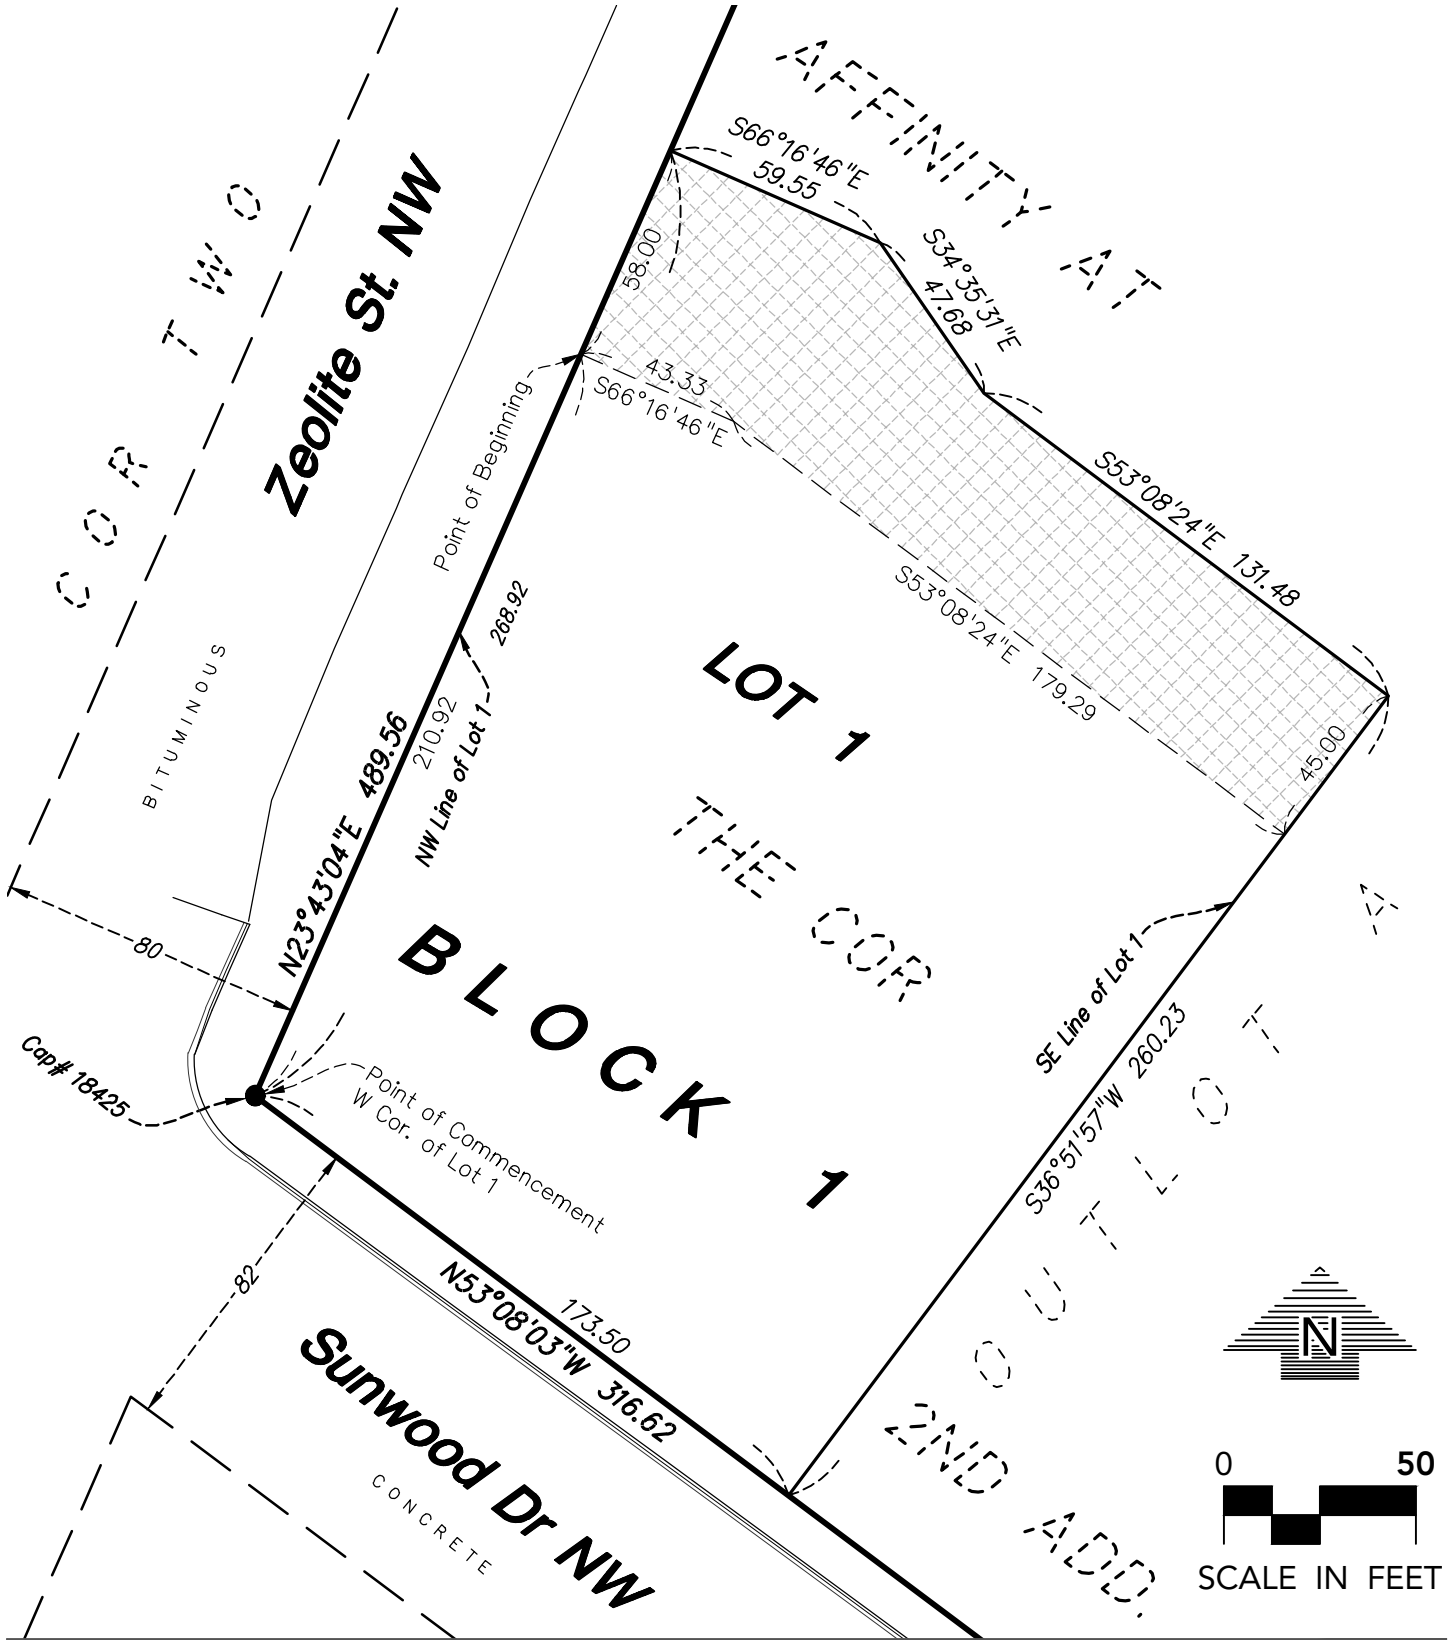 AFFINITY AT
S66°16'46"E
59.55
S34°35'31"E
47.68
COR TWO
Zeolite St. NW
58.00
43.33
S66°16'46"E
Point of Beginning
S53°08'24"E 131.48
S53°08'24"E 179.29
45.00
268.92
LOT 1
BITUMINOUS
N23°43'04"E 489.56
210.92
NW Line of Lot 1
THE COR
BLOCK 1
SE Line of Lot 1
S36°51'57"W 260.23
OUTLOT A
80
Cap# 18425
Point of Commencement
W Cor. of Lot 1
82
173.50
N53°08'03"W 316.62
Sunwood Dr NW
CONCRETE
2ND ADD.
N
0 50
SCALE IN FEET